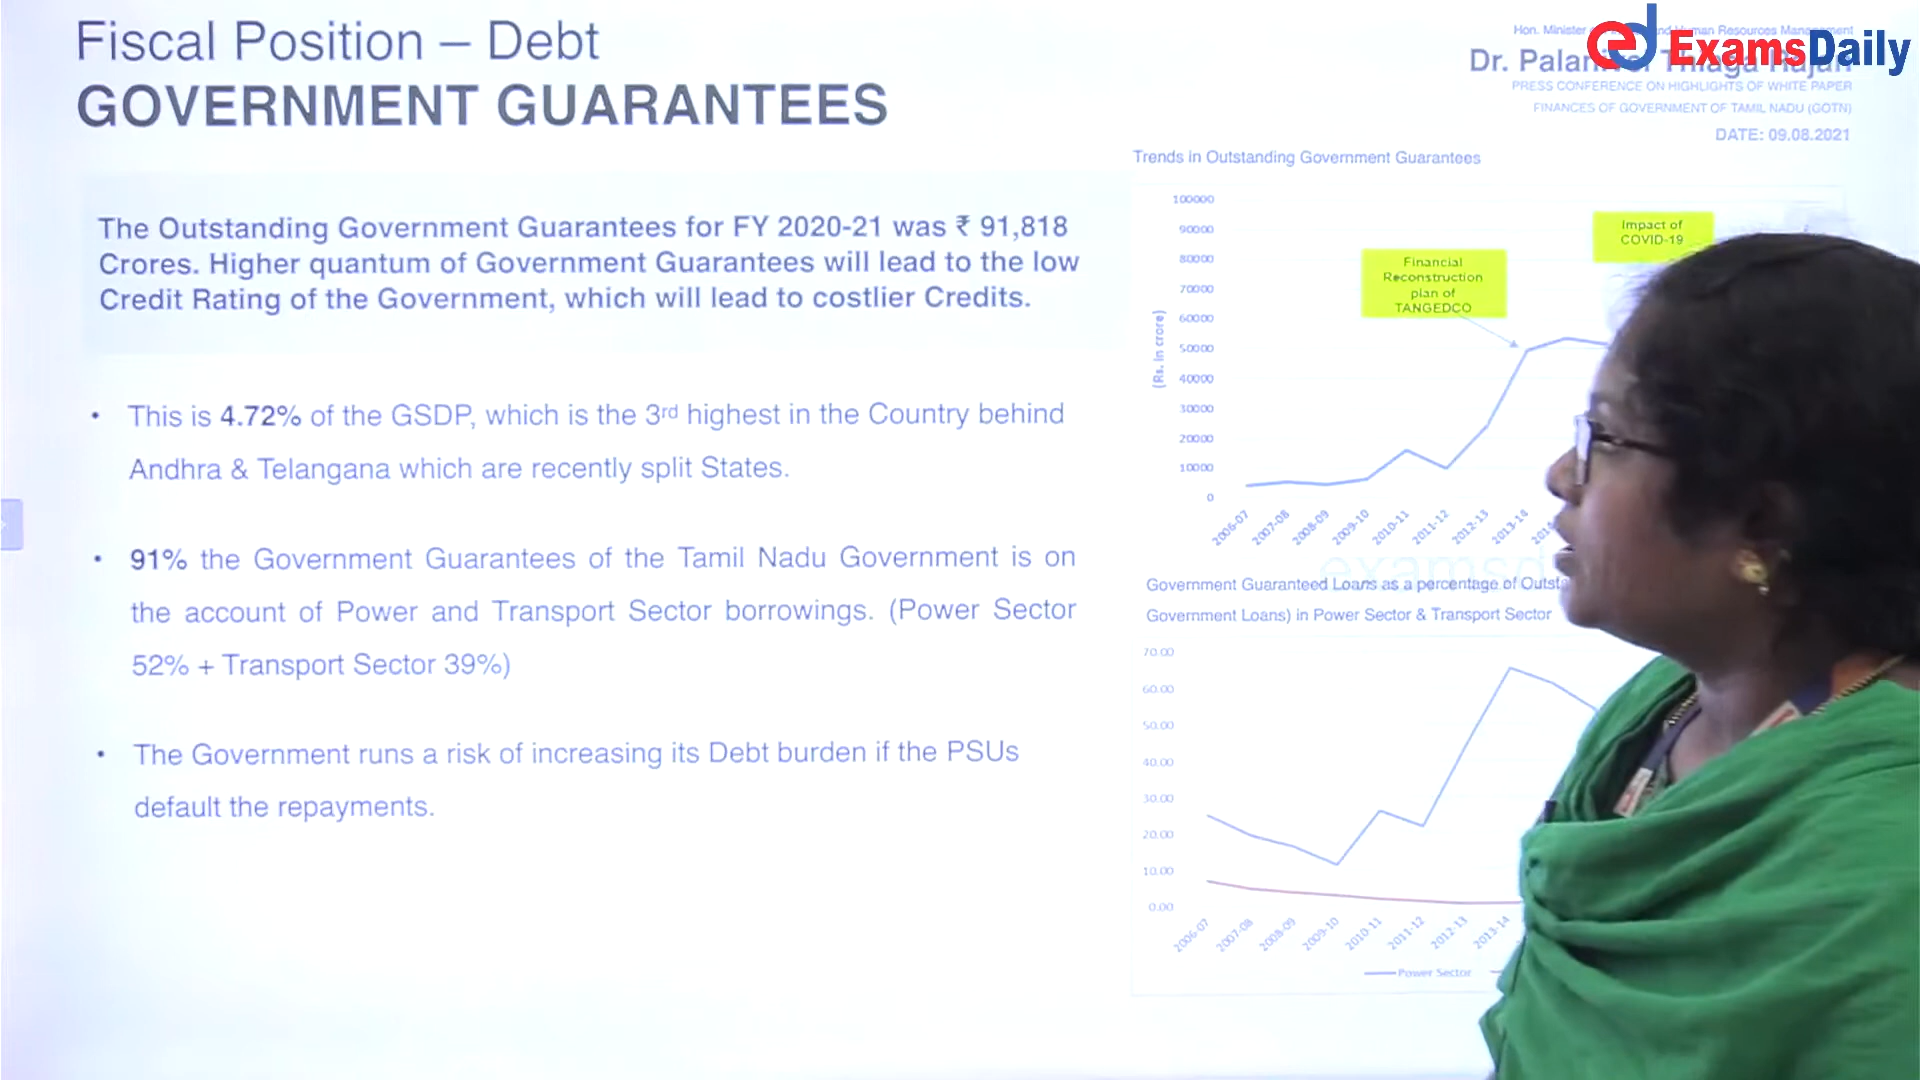 Fiscal Position – Debt
GOVERNMENT GUARANTEES
Hon. Minister
Dr.
PRESS CONFERENCE ON HIGHLIGHTS OF WHITE PAPER
FINANCES OF GOVERNMENT OF TAMIL NADU (GOTN)
DATE: 09.08.2021
ExamsDaily
The Outstanding Government Guarantees for FY 2020-21 was ₹ 91,818
Crores. Higher quantum of Government Guarantees will lead to the low
Credit Rating of the Government, which will lead to costlier Credits.
• This is 4.72% of the GSDP, which is the 3rd highest in the Country behind
Andhra & Telangana which are recently split States.
• 91% the Government Guarantees of the Tamil Nadu Government is on
the account of Power and Transport Sector borrowings. (Power Sector
52% + Transport Sector 39%)
• The Government runs a risk of increasing its Debt burden if the PSUs
default the repayments.
Trends in Outstanding Government Guarantees
100000
90000
80000
70000
60000
50000
40000
30000
20000
10000
0
(Rs. in crore)
Financial
Reconstruction
plan of
TANGEDCO
Impact of
COVID-19
2006-07 2007-08 2008-09 2009-10 2010-11 2011-12 2012-13 2013-14
Government Guaranteed Loans as a percentage of
Government Loans) in Power Sector & Transport Sector
70.00
60.00
50.00
40.00
30.00
20.00
10.00
0.00
2006-07 2007-08 2008-09 2009-10 2010-11 2011-12 2012-13 2013-14
Power Sector